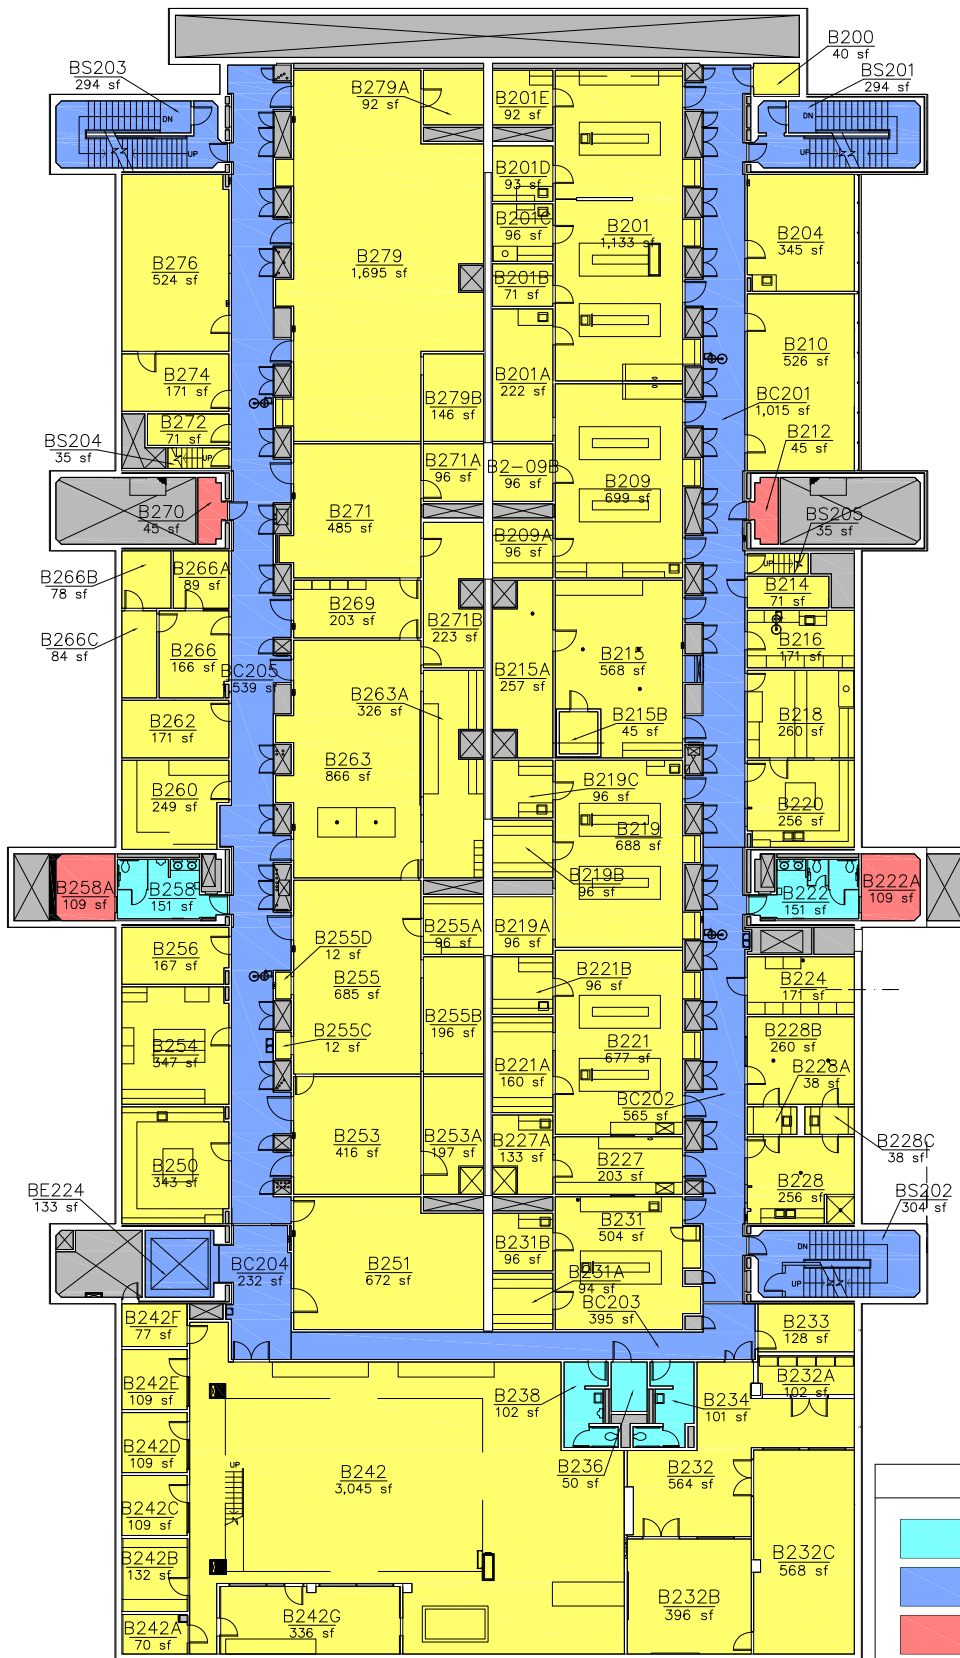 B200
40 sf
BS203
294 sf
BS201
294 sf
B279A
92 sf
B201E
92 sf
DN
UP
DN
UP
B201D
93 sf
B201C
96 sf
B201
1,133 sf
B204
345 sf
B276
524 sf
B279
1,695 sf
B201B
71 sf
B210
526 sf
B274
171 sf
B279B
146 sf
B201A
222 sf
BC201
1,015 sf
B272
71 sf
B212
45 sf
BS204
35 sf
UP
B271A
96 sf
B2-09B
96 sf
B209
699 sf
B271
485 sf
B270
45 sf
BS205
35 sf
B209A
96 sf
UP
B266B
78 sf
B266A
89 sf
B269
203 sf
B214
71 sf
B271B
223 sf
B216
171 sf
B266C
84 sf
B266
166 sf
BC205
1,539 sf
B215A
257 sf
B215
568 sf
B263A
326 sf
B262
171 sf
B215B
45 sf
B218
260 sf
B263
866 sf
B260
249 sf
B219C
96 sf
B220
256 sf
B219
688 sf
B219B
96 sf
B258A
109 sf
B258
151 sf
B222
151 sf
B222A
109 sf
B255A
96 sf
B219A
96 sf
B255D
12 sf
B256
167 sf
B255
685 sf
B221B
96 sf
B224
171 sf
B255B
196 sf
B255C
12 sf
B254
347 sf
B228B
260 sf
B221
677 sf
B221A
160 sf
B228A
38 sf
BC202
565 sf
B253
416 sf
B253A
197 sf
B227A
133 sf
B228C
38 sf
B227
203 sf
B250
343 sf
B228
256 sf
BE224
133 sf
BS202
304 sf
B231
504 sf
DN
UP
B231B
96 sf
BC204
232 sf
B251
672 sf
B231A
94 sf
BC203
395 sf
B242F
77 sf
B233
128 sf
B242E
109 sf
B232A
102 sf
B238
102 sf
B234
101 sf
B242D
109 sf
UP
B242
3,045 sf
B236
50 sf
B232
564 sf
B242C
109 sf
B242B
132 sf
B232C
568 sf
B232B
396 sf
B242G
336 sf
B242A
70 sf